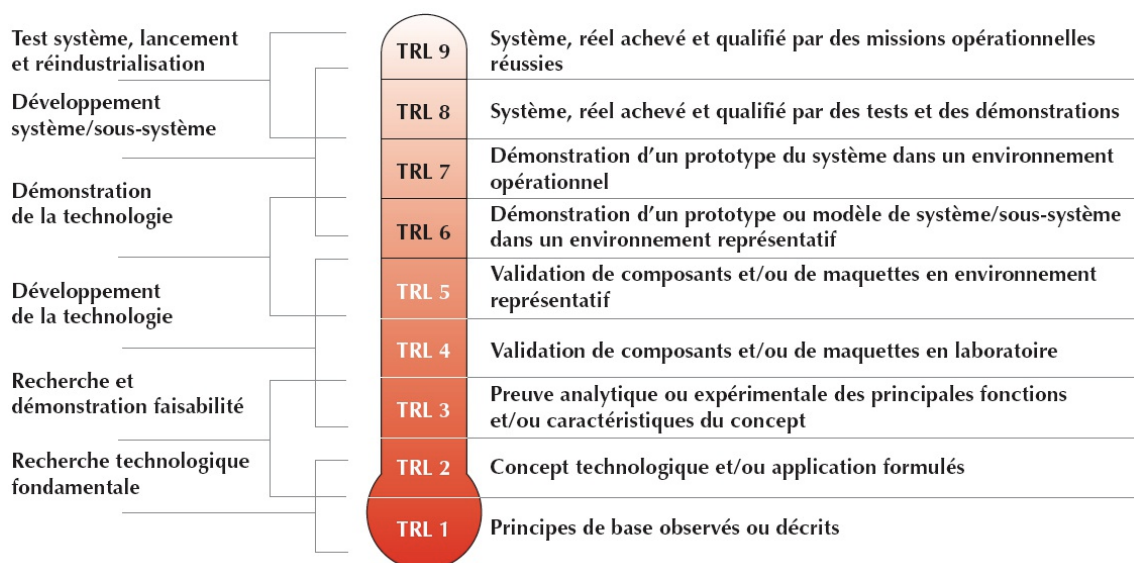 Test système, lancement
et réindustrialisation
Développement
système/sous-système
Démonstration
de la technologie
Développement
de la technologie
Recherche et
démonstration faisabilité
Recherche technologique
fondamentale
TRL 9
Système, réel achevé et qualifié par des missions opérationnelles
réussies
TRL 8
Système, réel achevé et qualifié par des tests et des démonstrations
TRL 7
Démonstration d’un prototype du système dans un environnement
opérationnel
TRL 6
Démonstration d’un prototype ou modèle de système/sous-système
dans un environnement représentatif
TRL 5
Validation de composants et/ou de maquettes en environnement
représentatif
TRL 4
Validation de composants et/ou de maquettes en laboratoire
TRL 3
Preuve analytique ou expérimentale des principales fonctions
et/ou caractéristiques du concept
TRL 2
Concept technologique et/ou application formulés
TRL 1
Principes de base observés ou décrits